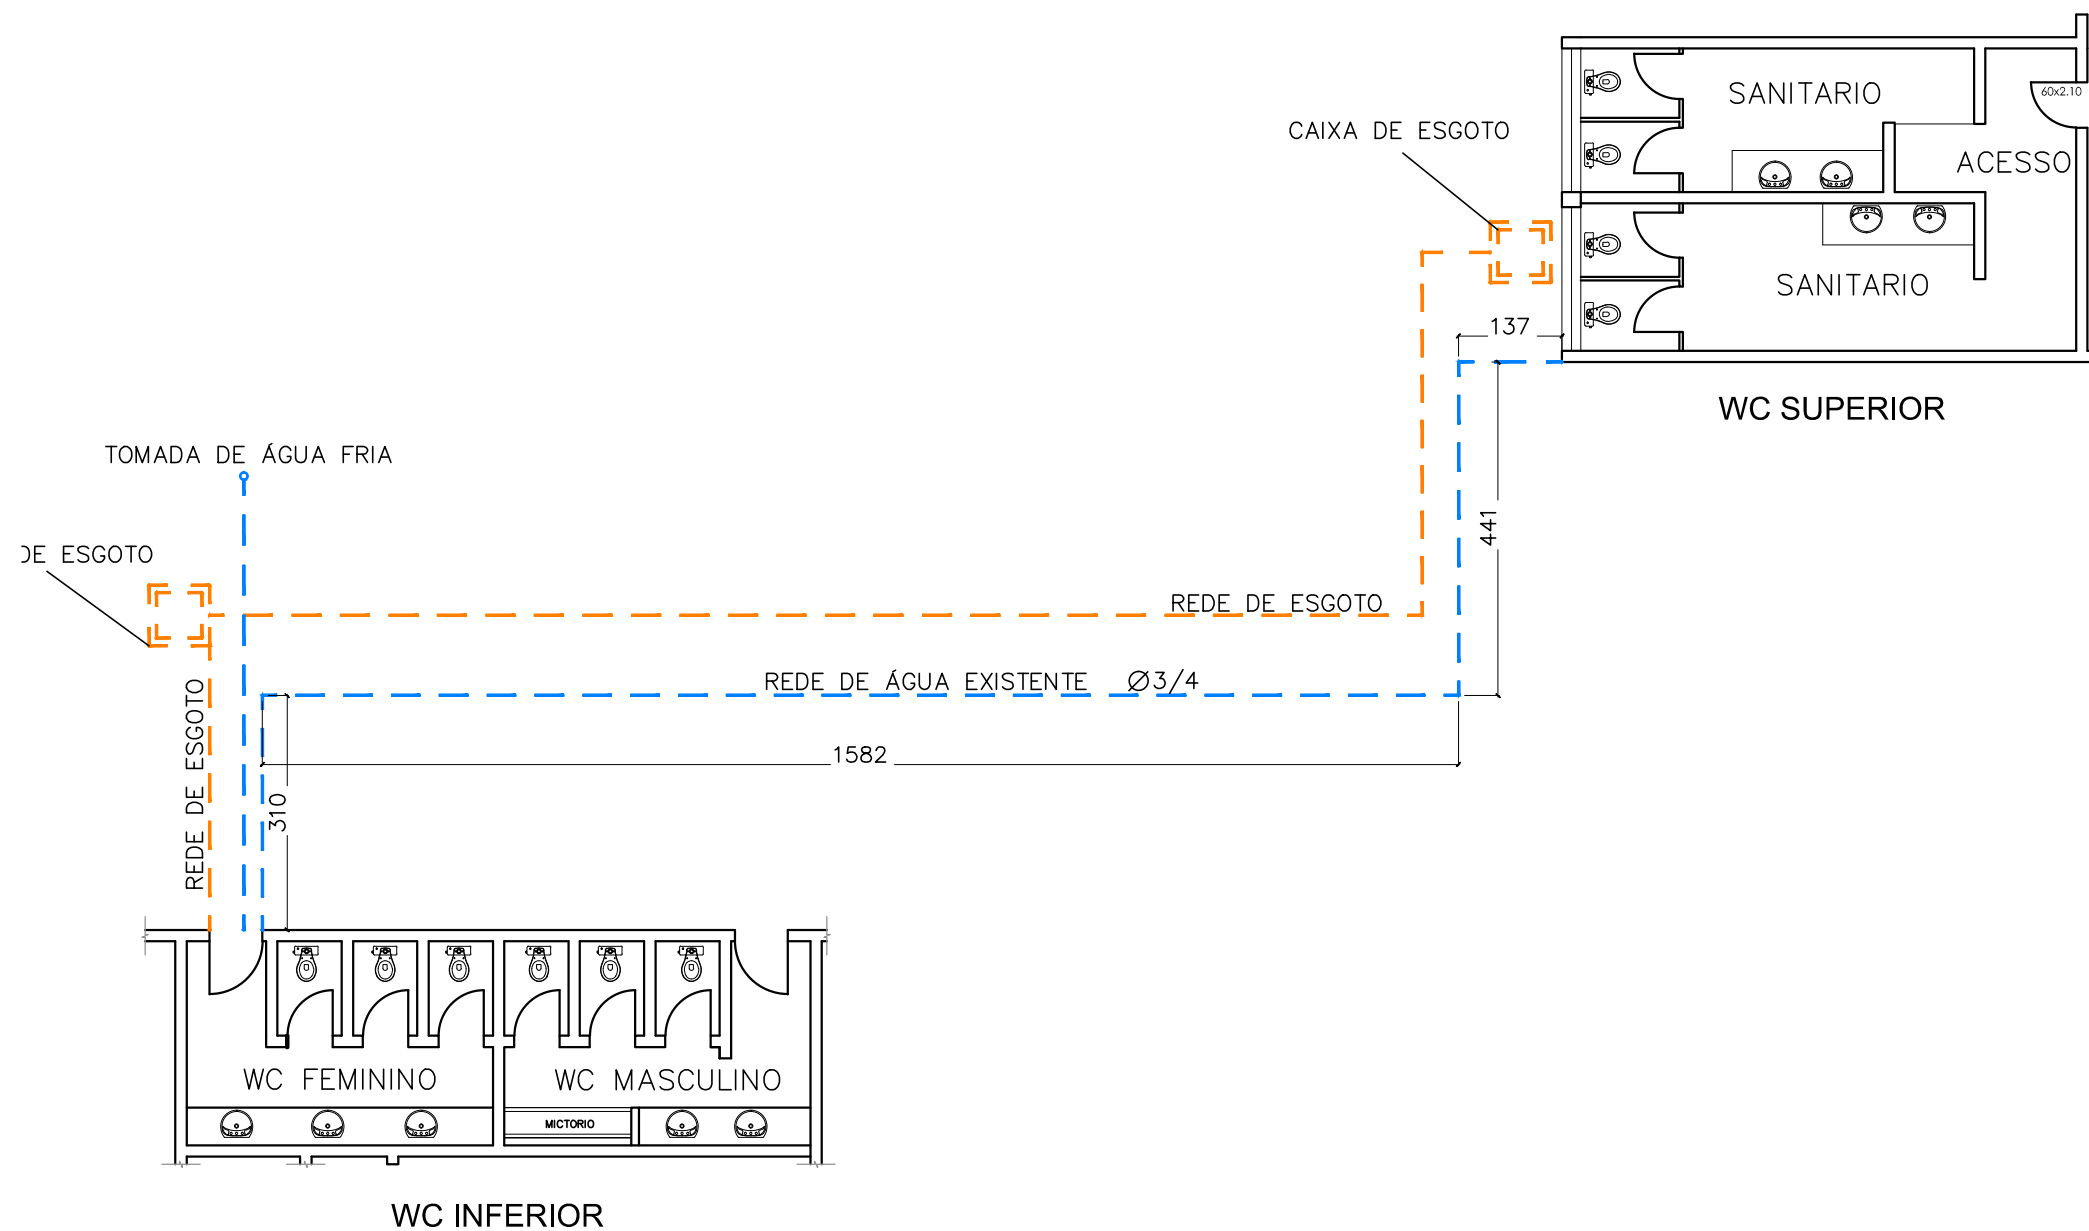 SANITARIO
60x2.10
CAIXA DE ESGOTO
ACESSO
SANITARIO
137
WC SUPERIOR
TOMADA DE ÁGUA FRIA
441
DE ESGOTO
REDE DE ESGOTO
REDE DE ÁGUA EXISTENTE Ø3/4
REDE DE ESGOTO
1582
310
WC FEMININO
WC MASCULINO
MICTORIO
WC INFERIOR